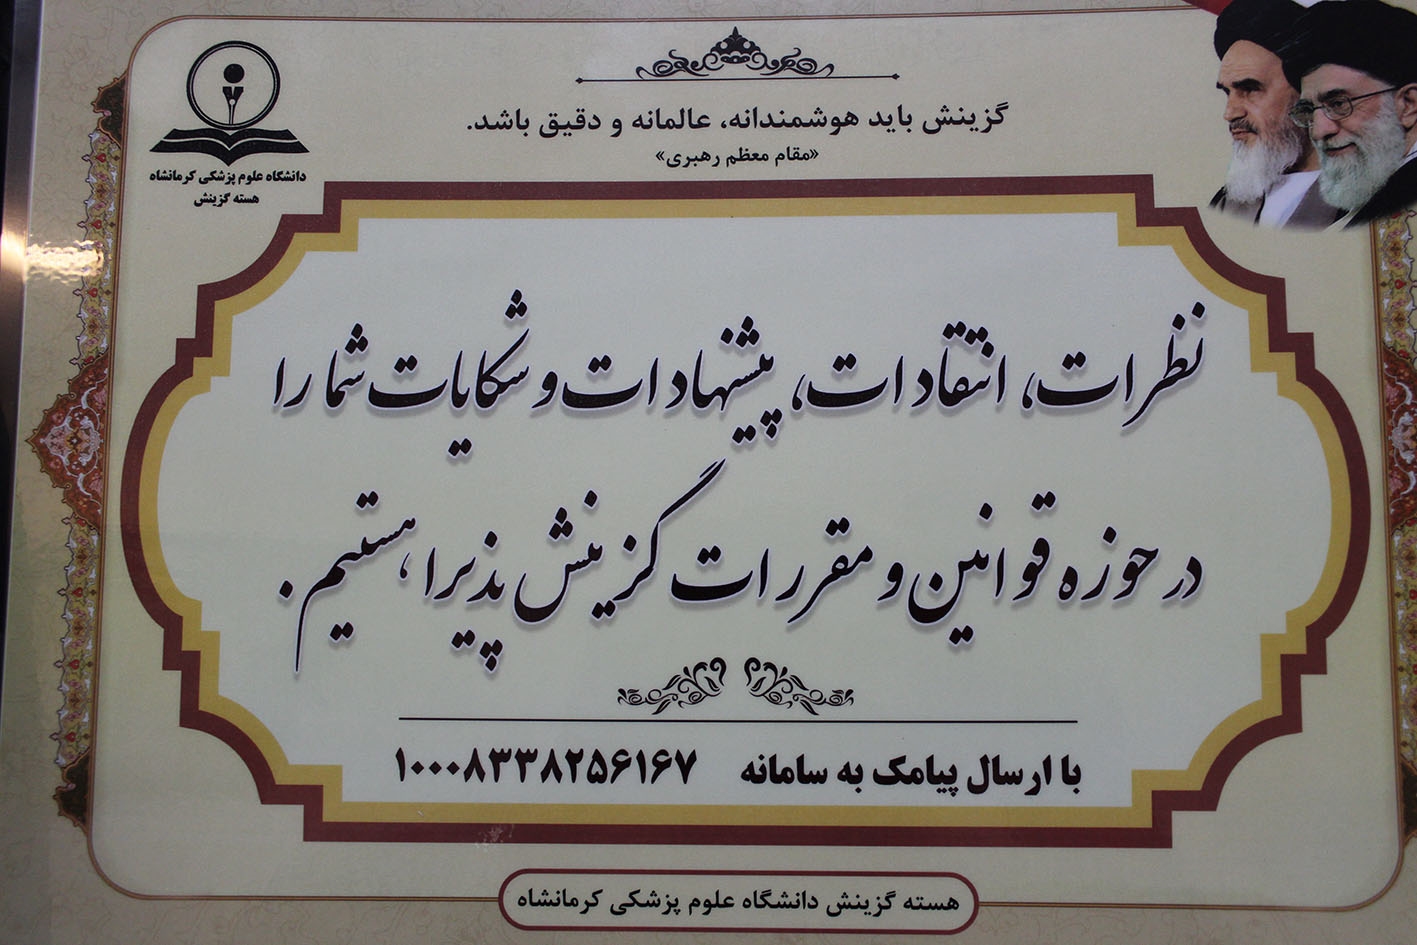 گزینش باید هوشمندانه، عالمانه و دقیق باشد.
«مقام معظم رهبری»
دانشگاه علوم پزشکی کرمانشاه
هسته گزینش
نظرات، انتقادات، پیشنهادات و شکایات شما را
در حوزه قوانین و مقررات گزینش پذیرا هستیم.
با ارسال پیامک به سامانه ۱۰۰۰۸۳۳۸۲۵۶۱۶۷
هسته گزینش دانشگاه علوم پزشکی کرمانشاه